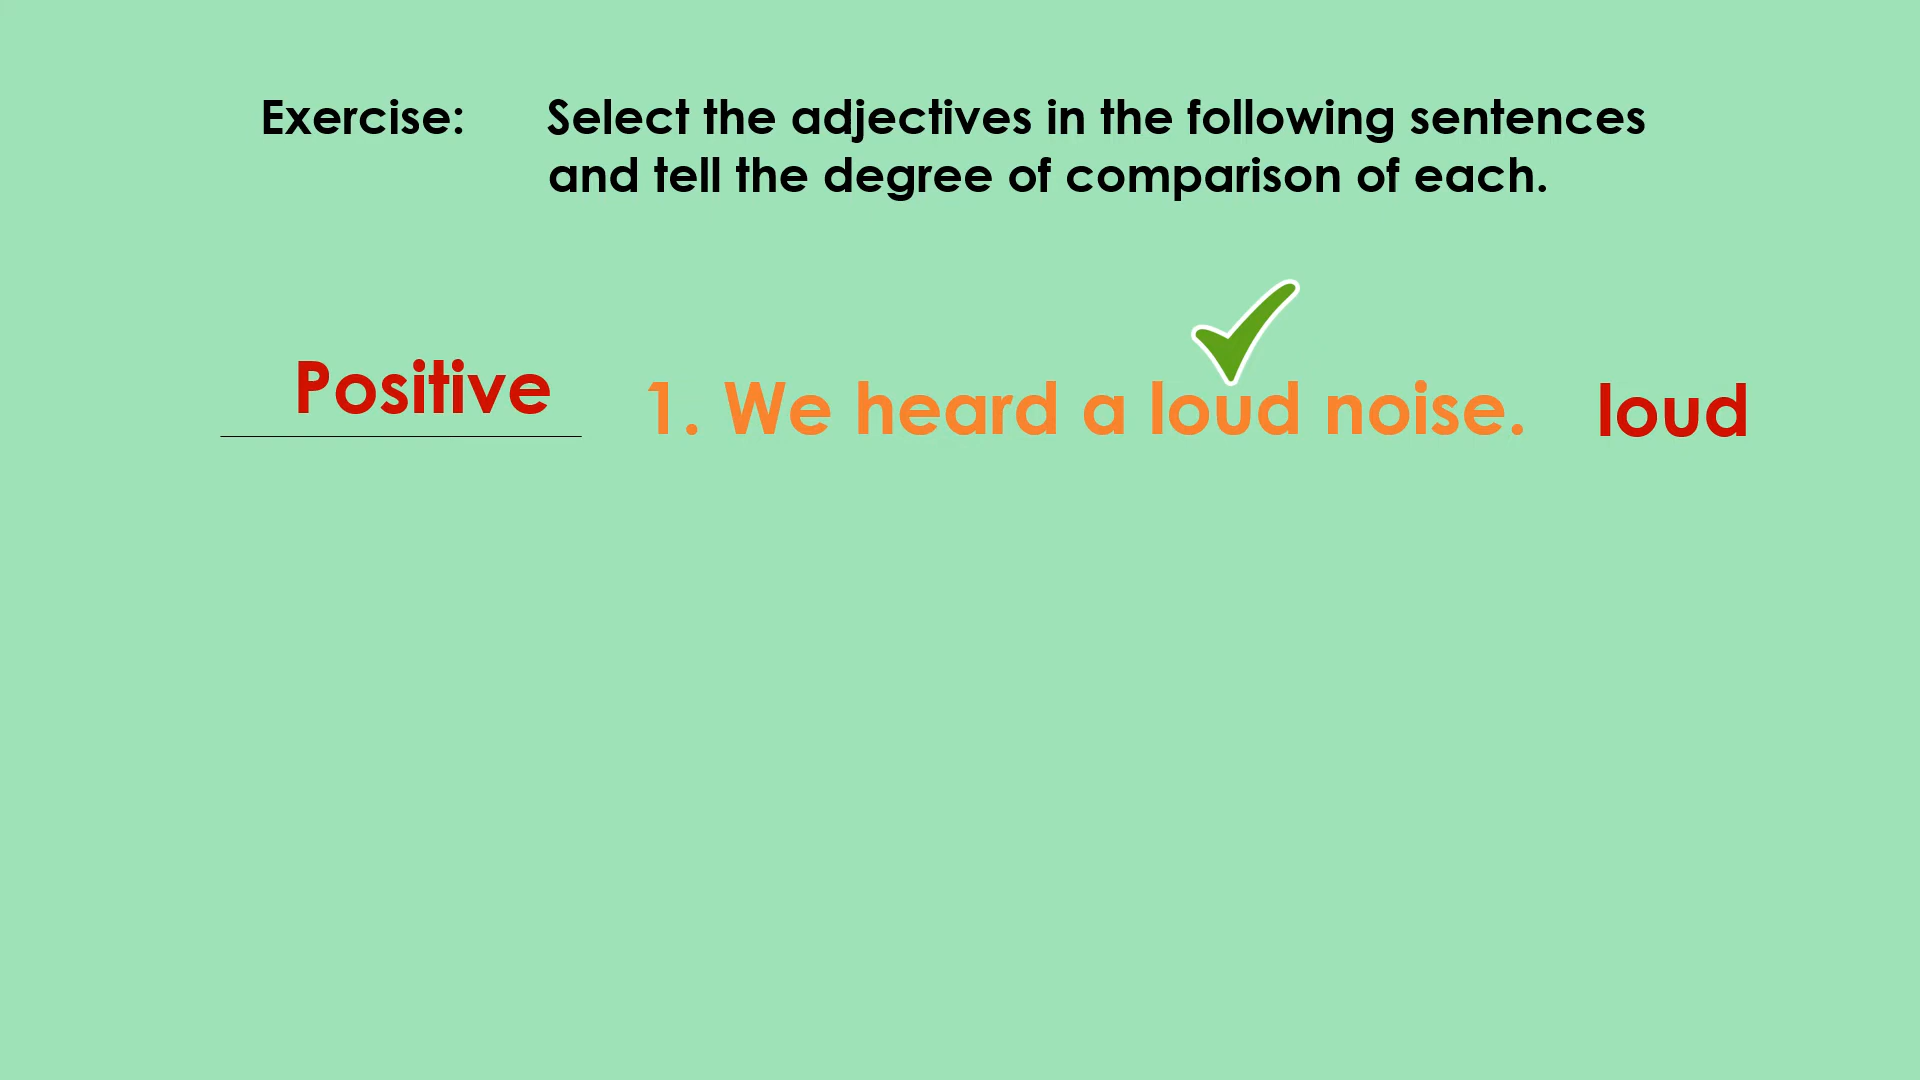 Exercise: Select the adjectives in the following sentences
and tell the degree of comparison of each.
Positive 1. We heard a loud noise. loud